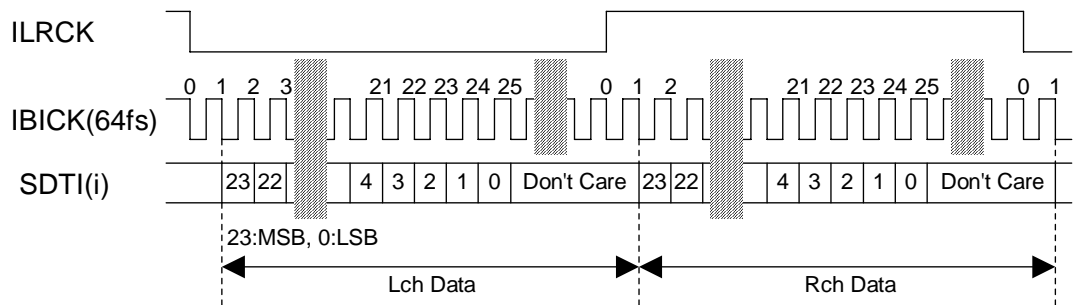 ILRCK
0 1 2 3 21 22 23 24 25 0 1 2 21 22 23 24 25 0 1
IBICK(64fs)
SDTI(i) 23 22 4 3 2 1 0 Don't Care 23 22 4 3 2 1 0 Don't Care
23:MSB, 0:LSB
Lch Data Rch Data